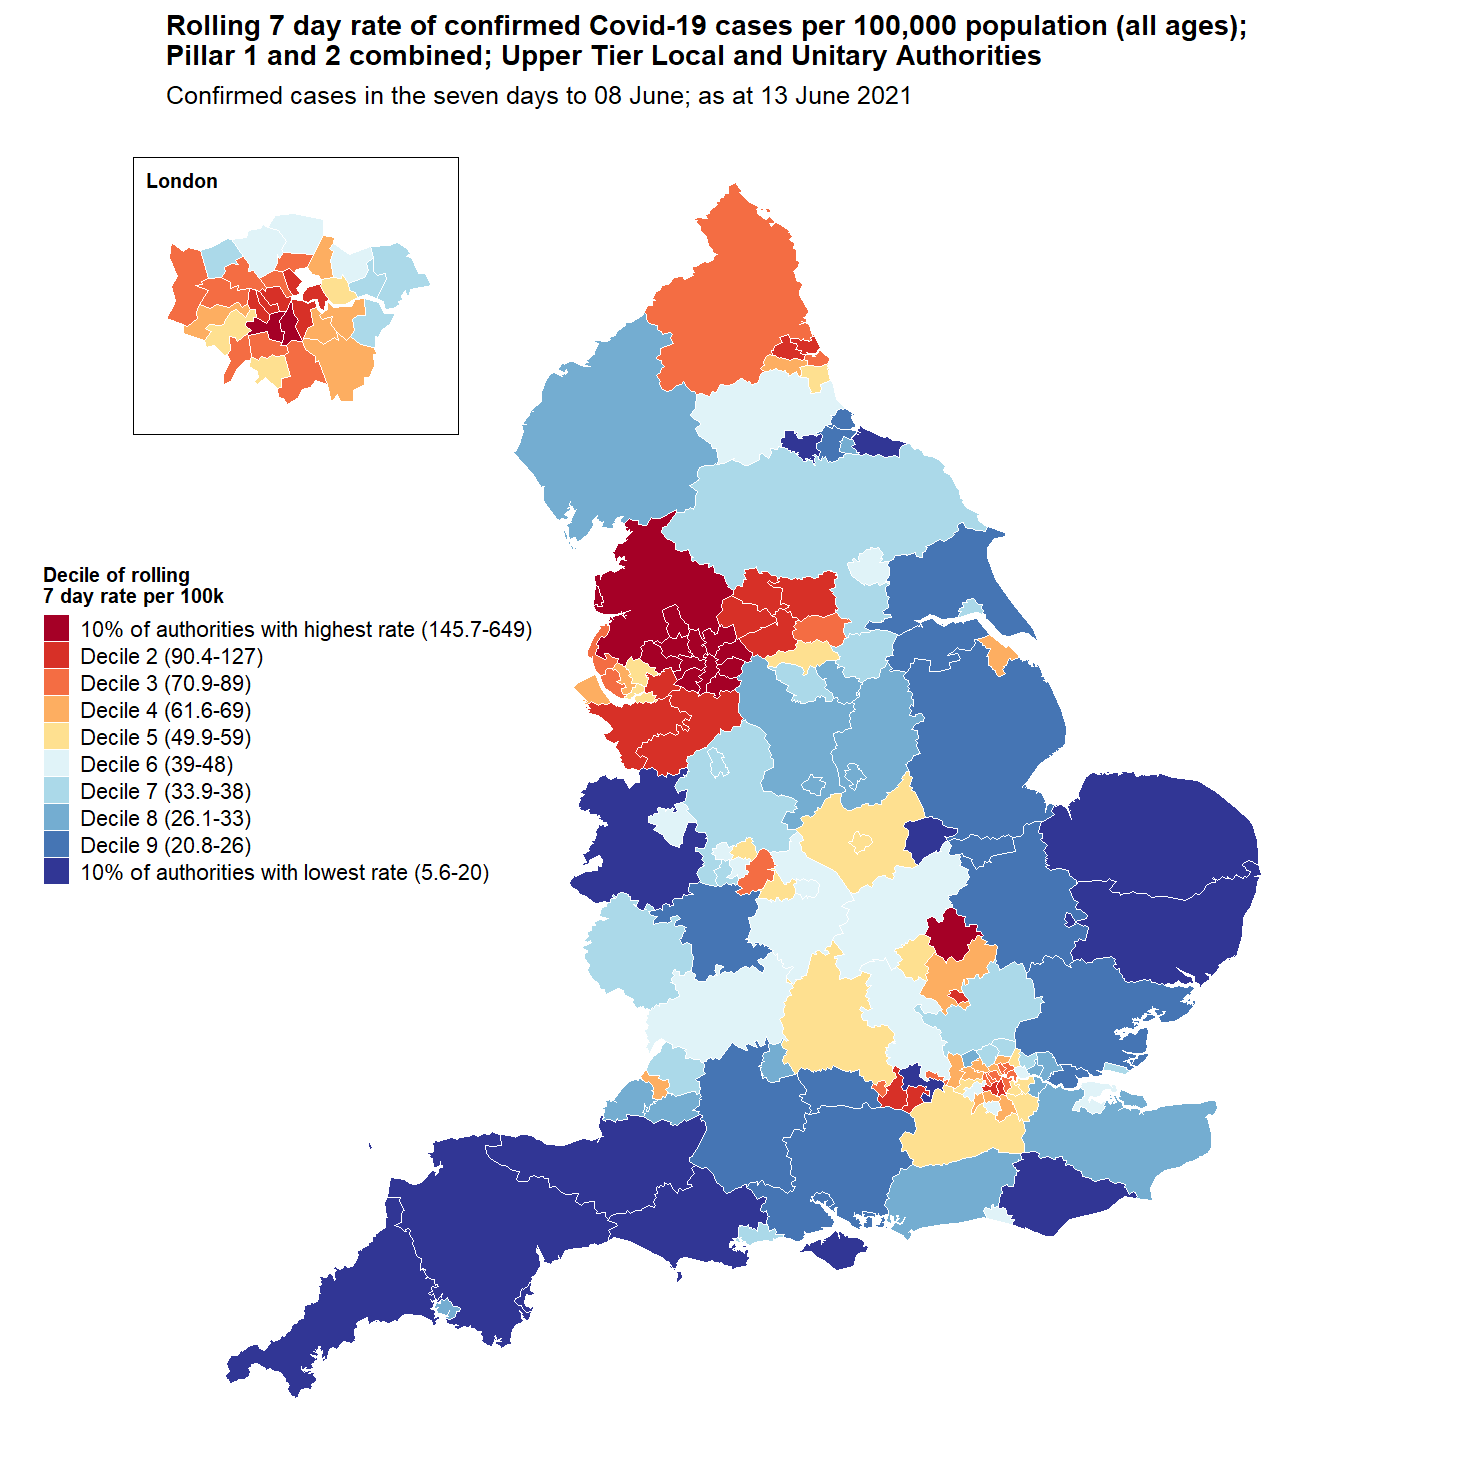 Rolling 7 day rate of confirmed Covid-19 cases per 100,000 population (all ages);
Pillar 1 and 2 combined; Upper Tier Local and Unitary Authorities
Confirmed cases in the seven days to 08 June; as at 13 June 2021
London
Decile of rolling
7 day rate per 100k
10% of authorities with highest rate (145.7-649)
Decile 2 (90.4-127)
Decile 3 (70.9-89)
Decile 4 (61.6-69)
Decile 5 (49.9-59)
Decile 6 (39-48)
Decile 7 (33.9-38)
Decile 8 (26.1-33)
Decile 9 (20.8-26)
10% of authorities with lowest rate (5.6-20)